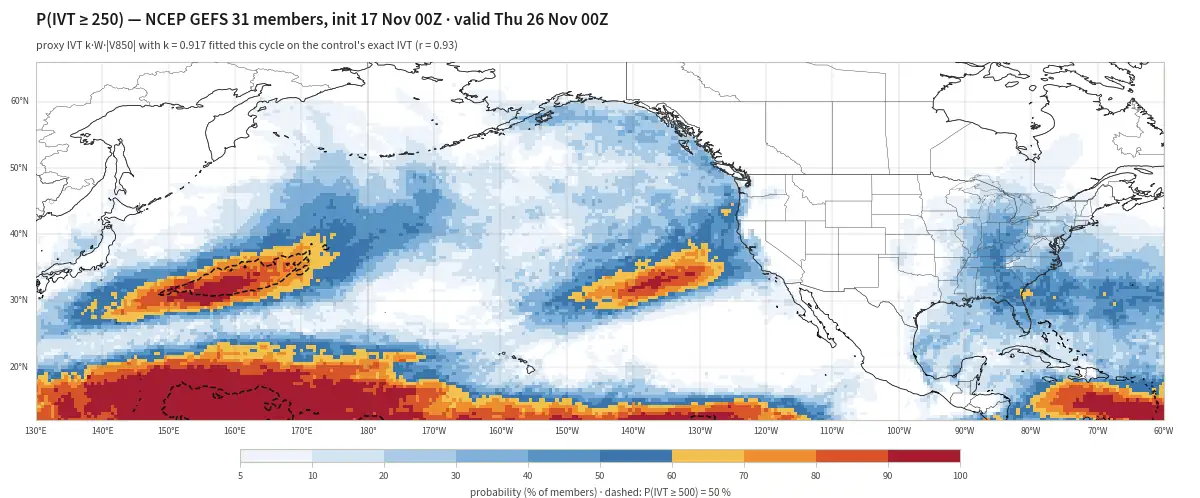 P(IVT ≥ 250) — NCEP GEFS 31 members, init 17 Nov 00Z · valid Thu 26 Nov 00Z
proxy IVT k·W·|V850| with k = 0.917 fitted this cycle on the control's exact IVT (r = 0.93)
60°N
50°N
40°N
30°N
20°N
130°E 140°E 150°E 160°E 170°E 180° 170°W 160°W 150°W 140°W 130°W 120°W 110°W 100°W 90°W 80°W 70°W 60°W
5 10 20 30 40 50 60 70 80 90 100
probability (% of members) · dashed: P(IVT ≥ 500) = 50 %